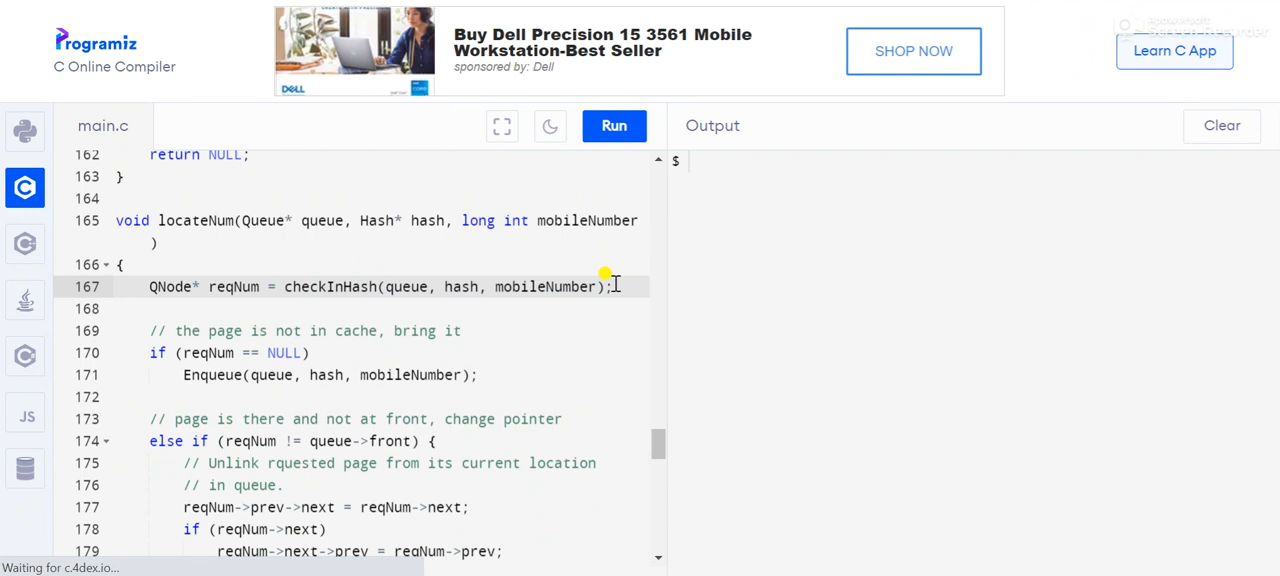 Programiz
C Online Compiler
DELL
Buy Dell Precision 15 3561 Mobile
Workstation-Best Seller
sponsored by: Dell
SHOP NOW
Apowersoft
Screen Recorder
Learn C App
main.c
Run
Output
Clear
162 return NULL;
163 }
164
165 void locateNum(Queue* queue, Hash* hash, long int mobileNumber
)
166 {
167 QNode* reqNum = checkInHash(queue, hash, mobileNumber);
168
169 // the page is not in cache, bring it
170 if (reqNum == NULL)
171 Enqueue(queue, hash, mobileNumber);
172
173 // page is there and not at front, change pointer
174 else if (reqNum != queue->front) {
175 // Unlink rquested page from its current location
176 // in queue.
177 reqNum->prev->next = reqNum->next;
178 if (reqNum->next)
179 reqNum->next->prev = reqNum->prev;
$
JS
Waiting for c.4dex.io...